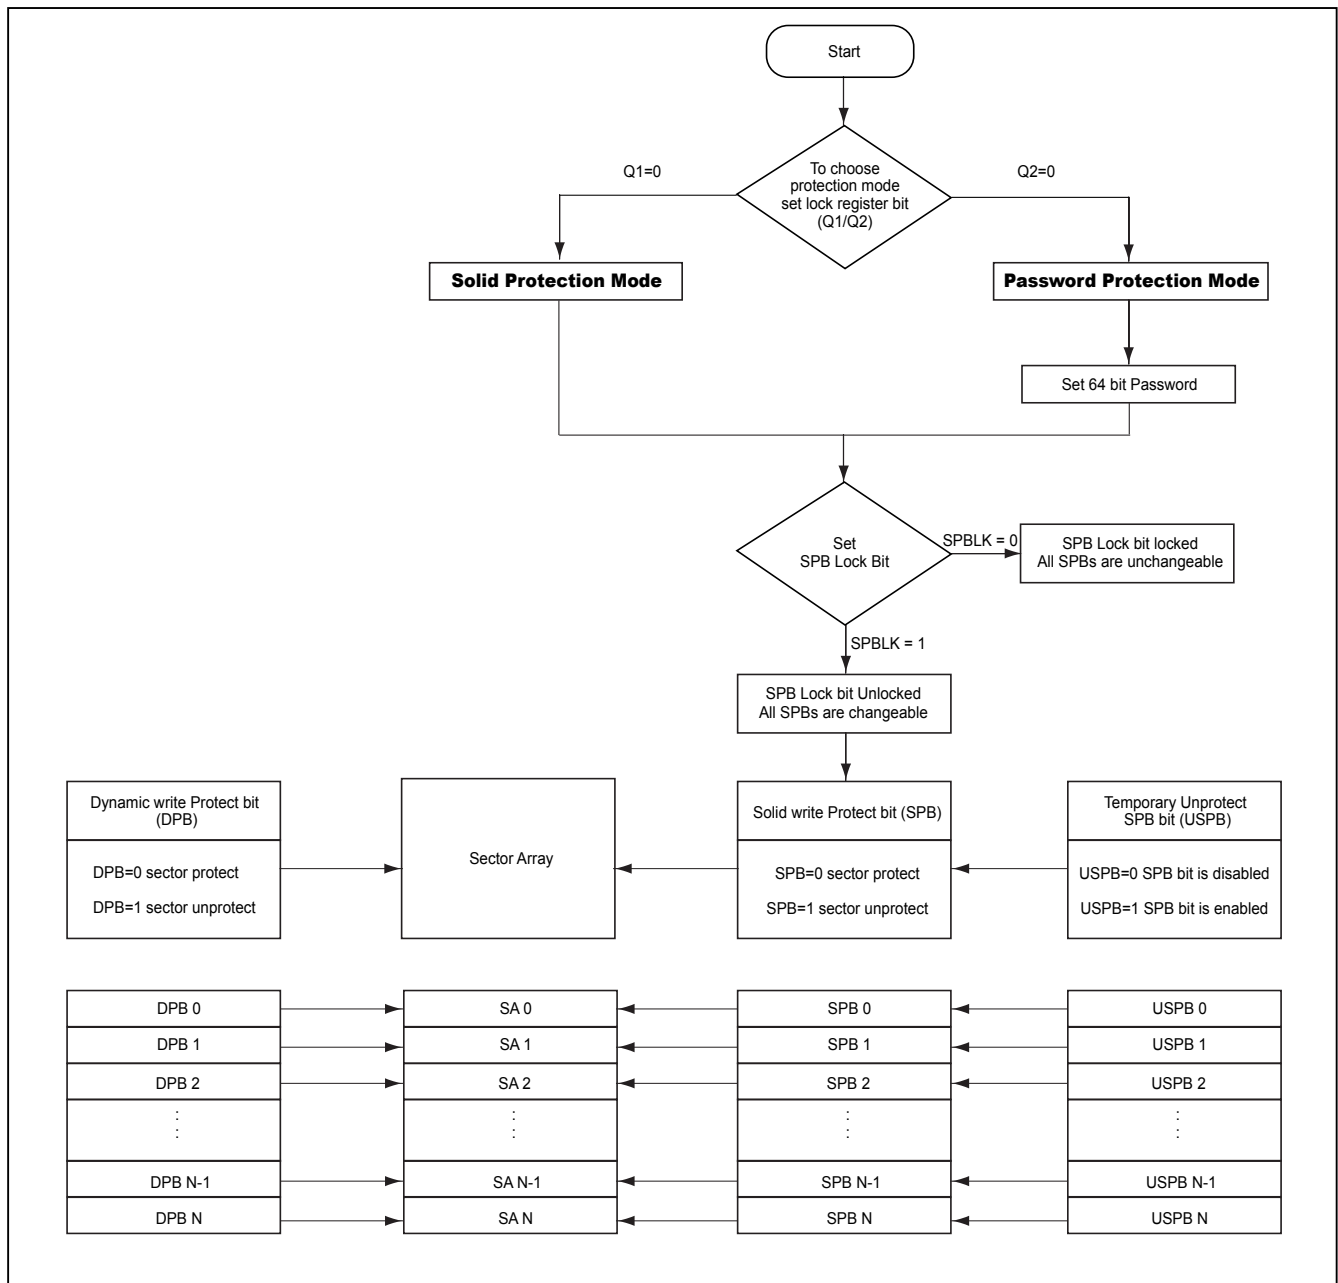 Start
To choose
protection mode
set lock register bit
(Q1/Q2)
Q1=0
Q2=0
Solid Protection Mode
Password Protection Mode
Set 64 bit Password
Set
SPB Lock Bit
SPBLK = 0
SPB Lock bit locked
All SPBs are unchangeable
SPBLK = 1
SPB Lock bit Unlocked
All SPBs are changeable
Dynamic write Protect bit
(DPB)
DPB=0 sector protect
DPB=1 sector unprotect
Sector Array
Solid write Protect bit (SPB)
SPB=0 sector protect
SPB=1 sector unprotect
Temporary Unprotect
SPB bit (USPB)
USPB=0 SPB bit is disabled
USPB=1 SPB bit is enabled
DPB 0
SA 0
SPB 0
USPB 0
DPB 1
SA 1
SPB 1
USPB 1
DPB 2
SA 2
SPB 2
USPB 2
DPB N-1
SA N-1
SPB N-1
USPB N-1
DPB N
SA N
SPB N
USPB N